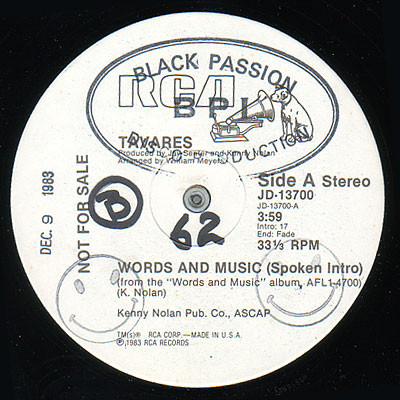 BLACK PASSION
RCA
BPI
TAVARES
Produced by Jay Senter and Kenny Nolan
Arranged by William Meyers
Side A Stereo
JD-13700
JD-13700-A
3:59
Intro: 17
End: Fade
33⅓ RPM
DEC. 9 1983
NOT FOR SALE
B
62
WORDS AND MUSIC (Spoken Intro)
(from the "Words and Music" album, AFL1-4700)
(K. Nolan)
Kenny Nolan Pub. Co., ASCAP
TM(s)® RCA CORP.—MADE IN U.S.A.
℗,1983 RCA RECORDS